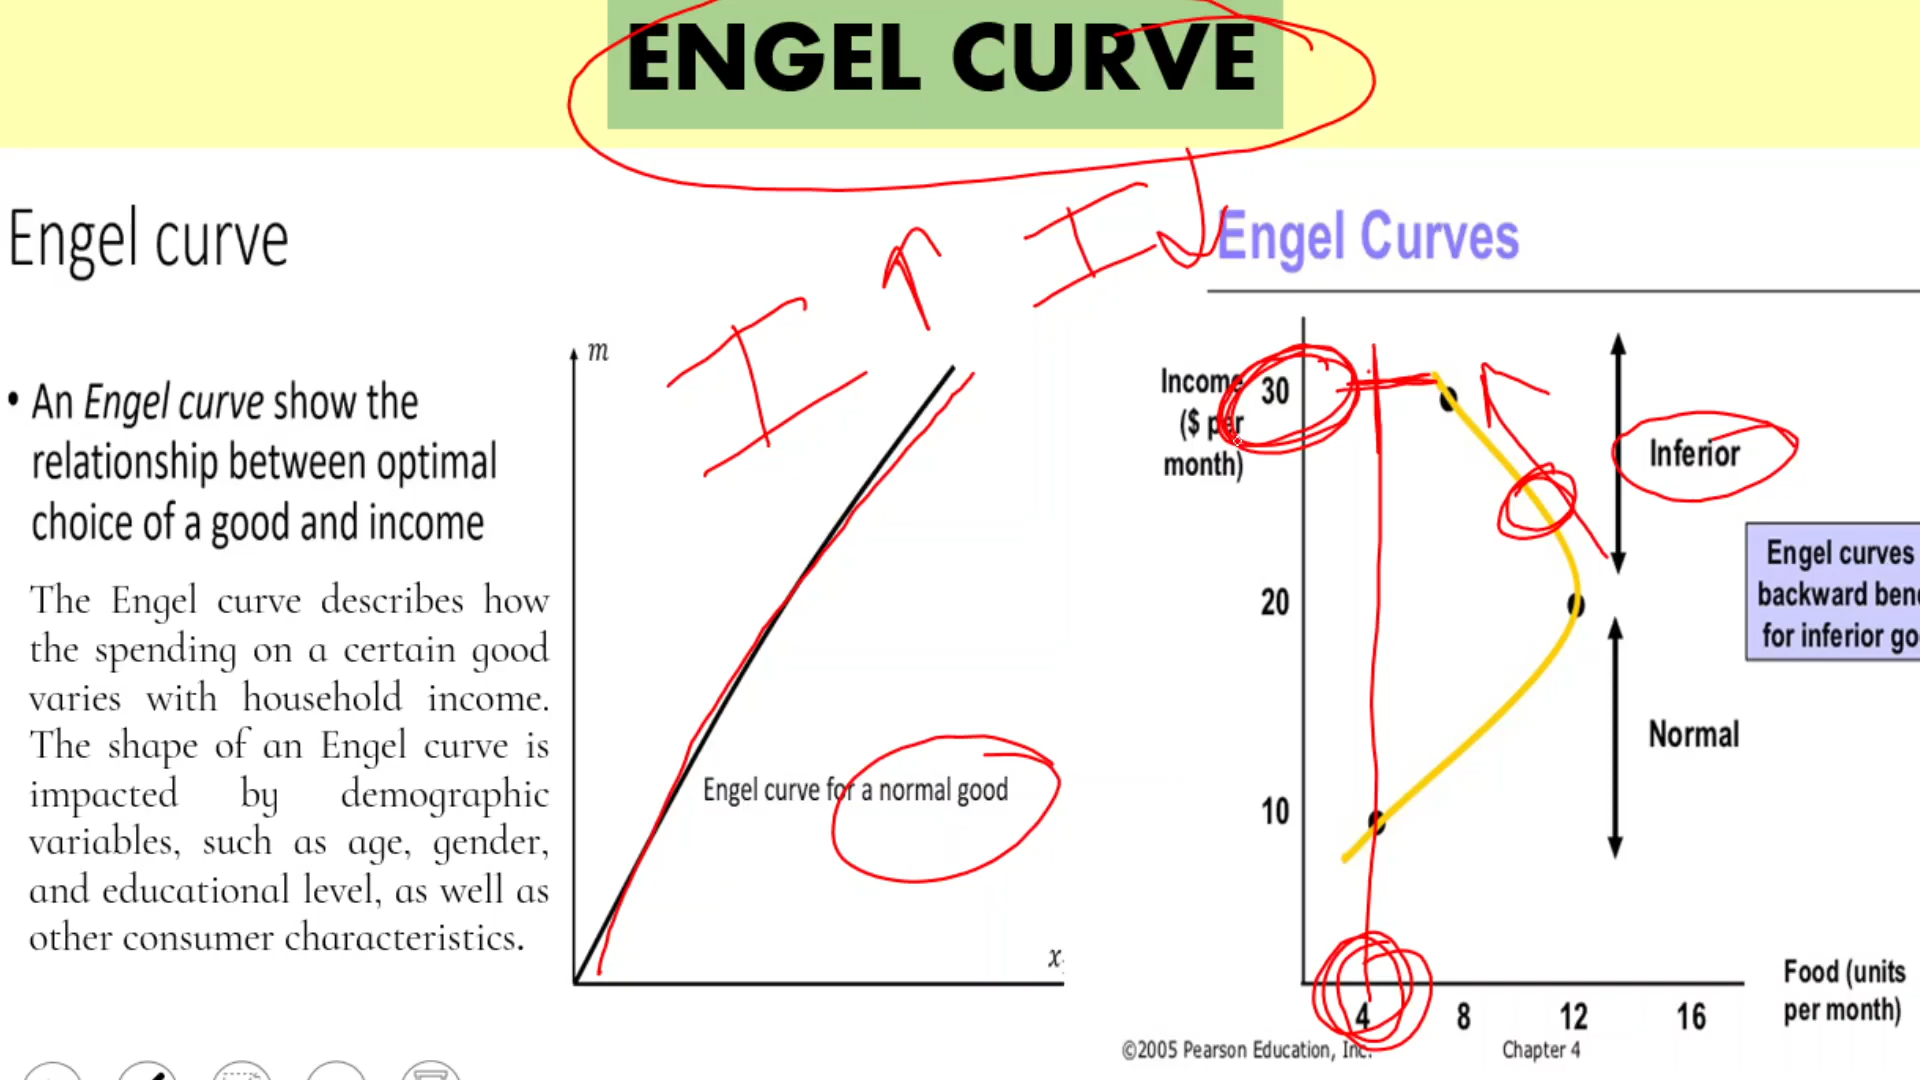 ENGEL CURVE
Engel curve
• An Engel curve show the
relationship between optimal
choice of a good and income
The Engel curve describes how
the spending on a certain good
varies with household income.
The shape of an Engel curve is
impacted by demographic
variables, such as age, gender,
and educational level, as well as
other consumer characteristics.
m
I ↑ I ↓
Engel curve for a normal good
x
Engel Curves
Income
($ per
month)
30
20
10
Inferior
Normal
Engel curves
backward
for inferior
4 8 12 16
Food (units
per month)
©2005 Pearson Education, Inc.
Chapter 4